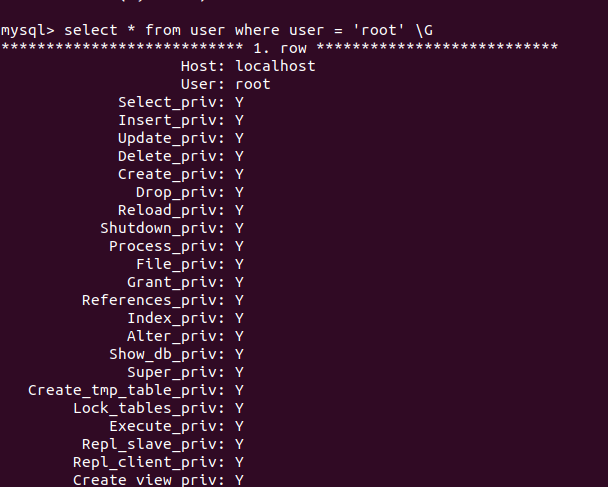 mysql> select * from user where user = 'root' \G
*************************** 1. row ***************************
Host: localhost
User: root
Select_priv: Y
Insert_priv: Y
Update_priv: Y
Delete_priv: Y
Create_priv: Y
Drop_priv: Y
Reload_priv: Y
Shutdown_priv: Y
Process_priv: Y
File_priv: Y
Grant_priv: Y
References_priv: Y
Index_priv: Y
Alter_priv: Y
Show_db_priv: Y
Super_priv: Y
Create_tmp_table_priv: Y
Lock_tables_priv: Y
Execute_priv: Y
Repl_slave_priv: Y
Repl_client_priv: Y
Create_view_priv: Y